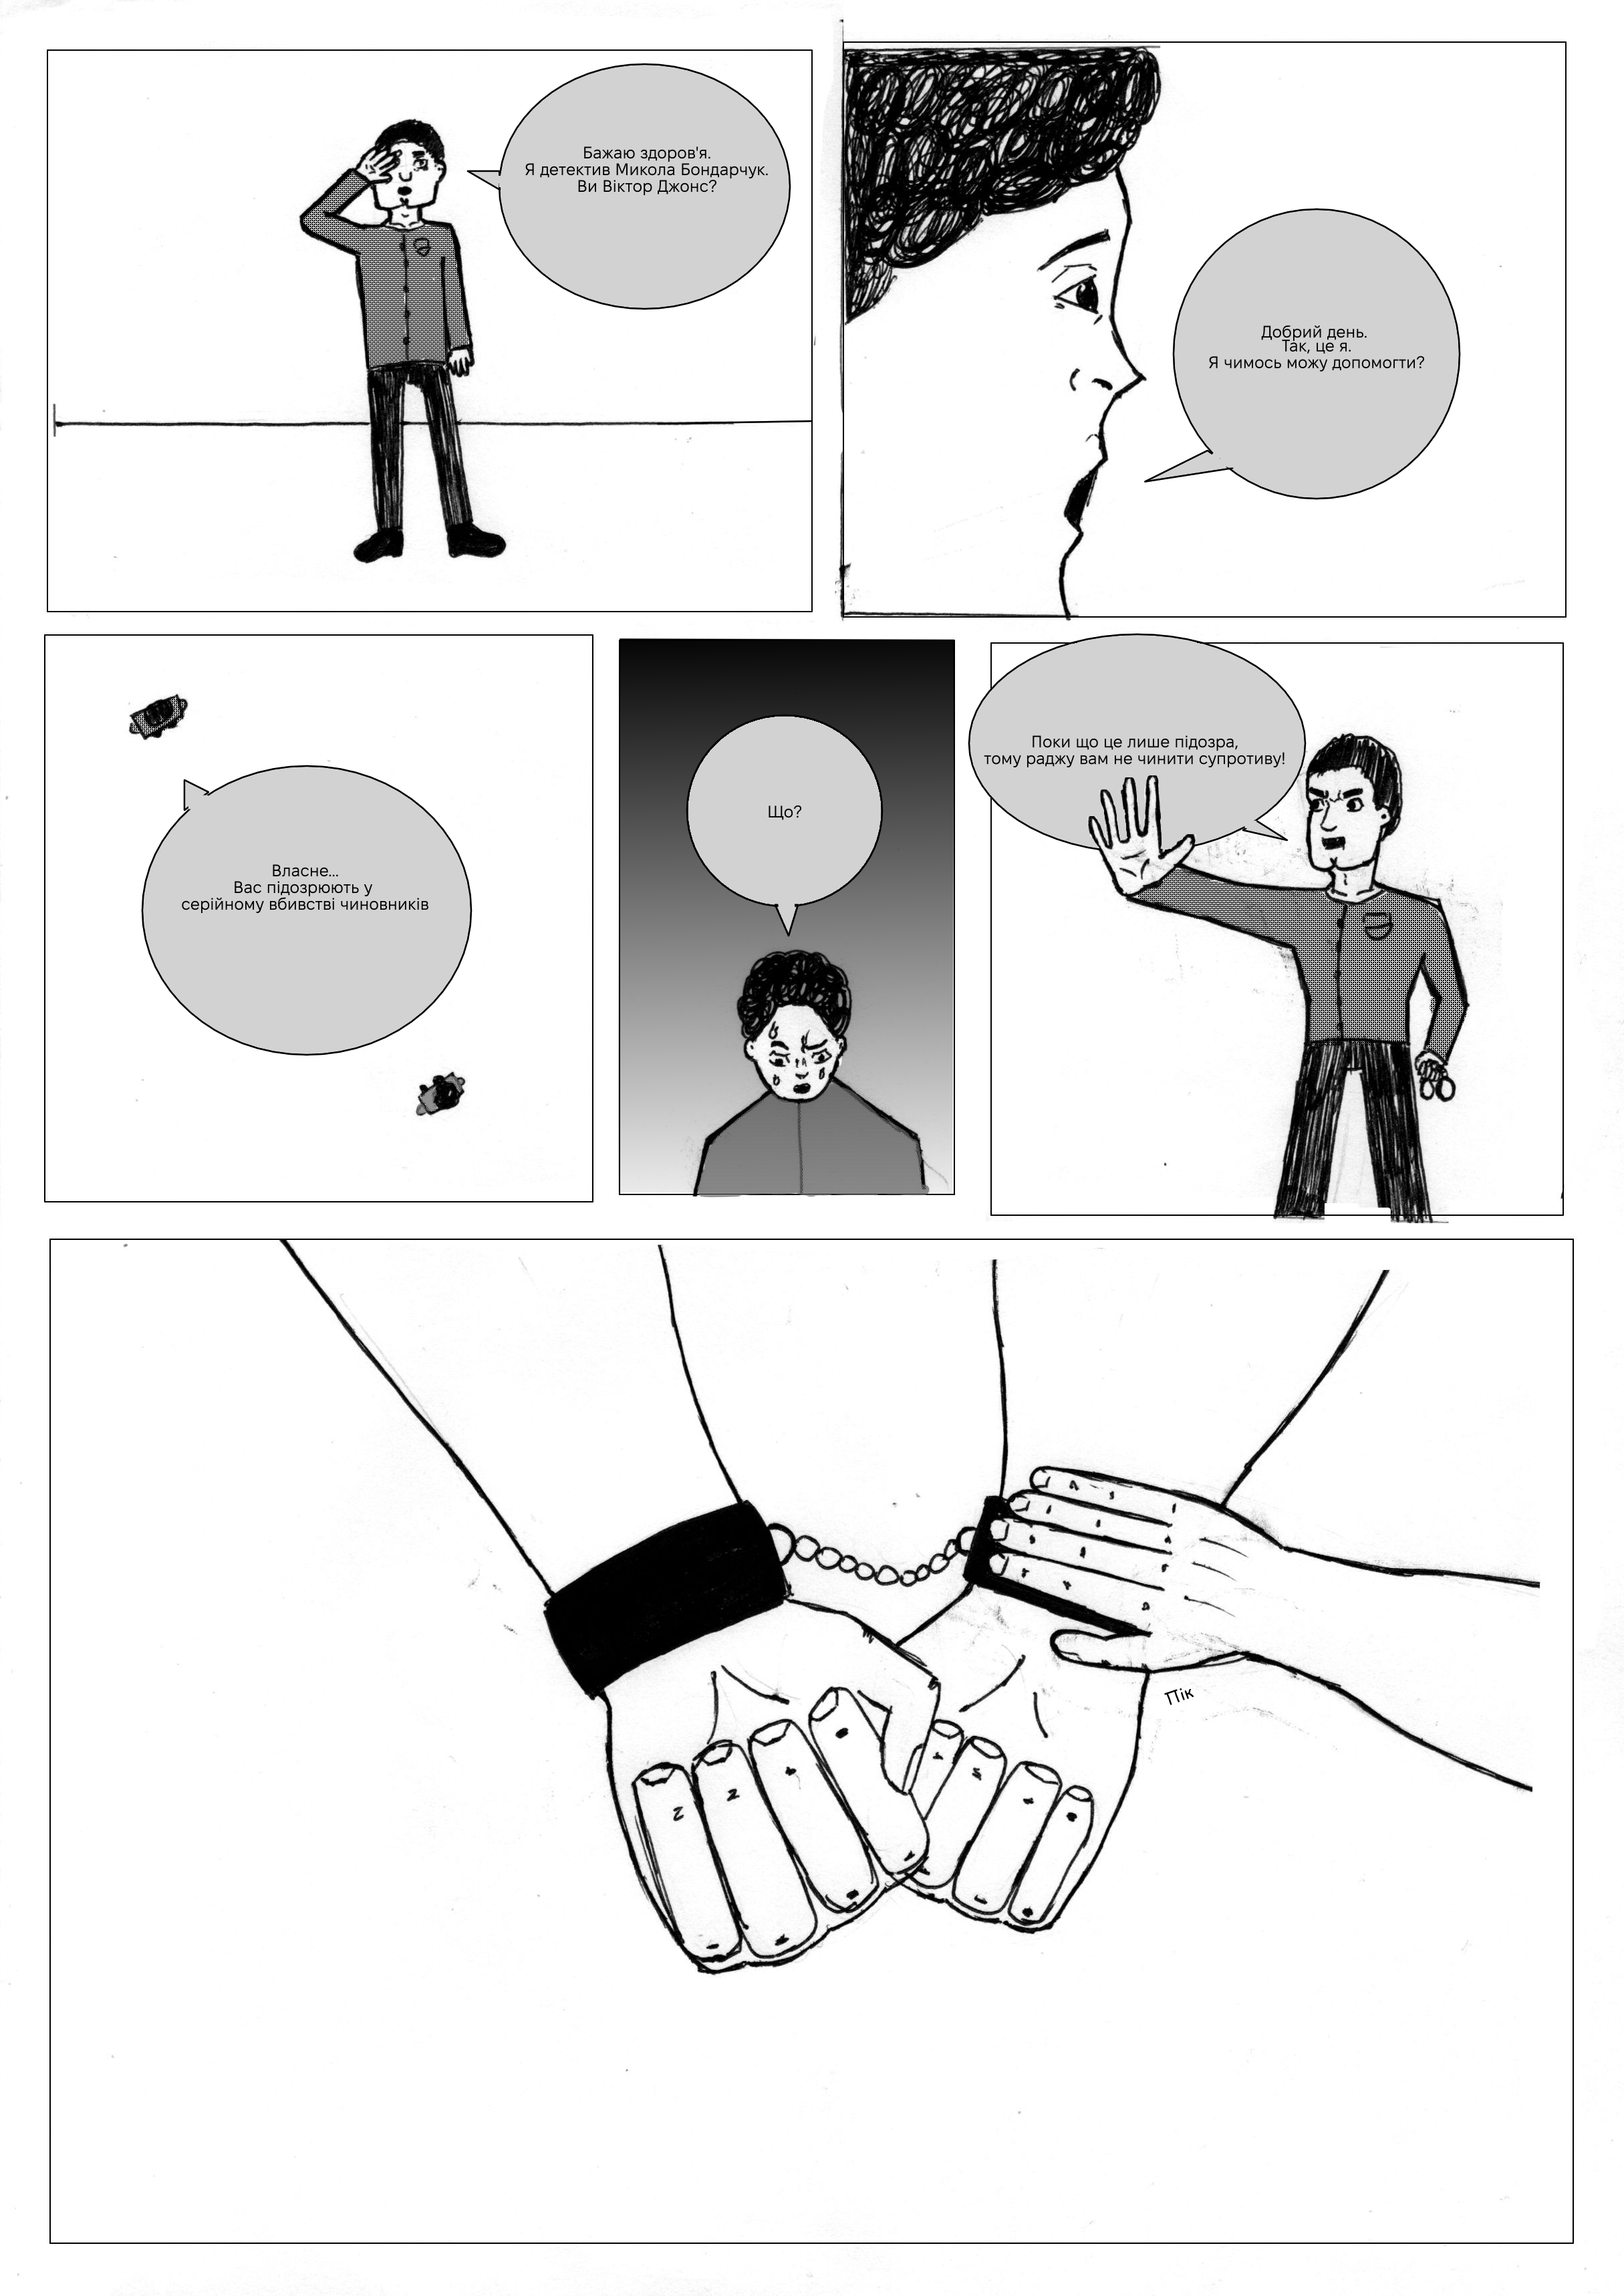 Бажаю здоров'я.
Я детектив Микола Бондарчук.
Ви Віктор Джонс?
Добрий день.
Так, це я.
Я чимось можу допомогти?
Власне...
Вас підозрюють у
серійному вбивстві чиновників
Що?
Поки що це лише підозра,
тому раджу вам не чинити супротиву!
Пік